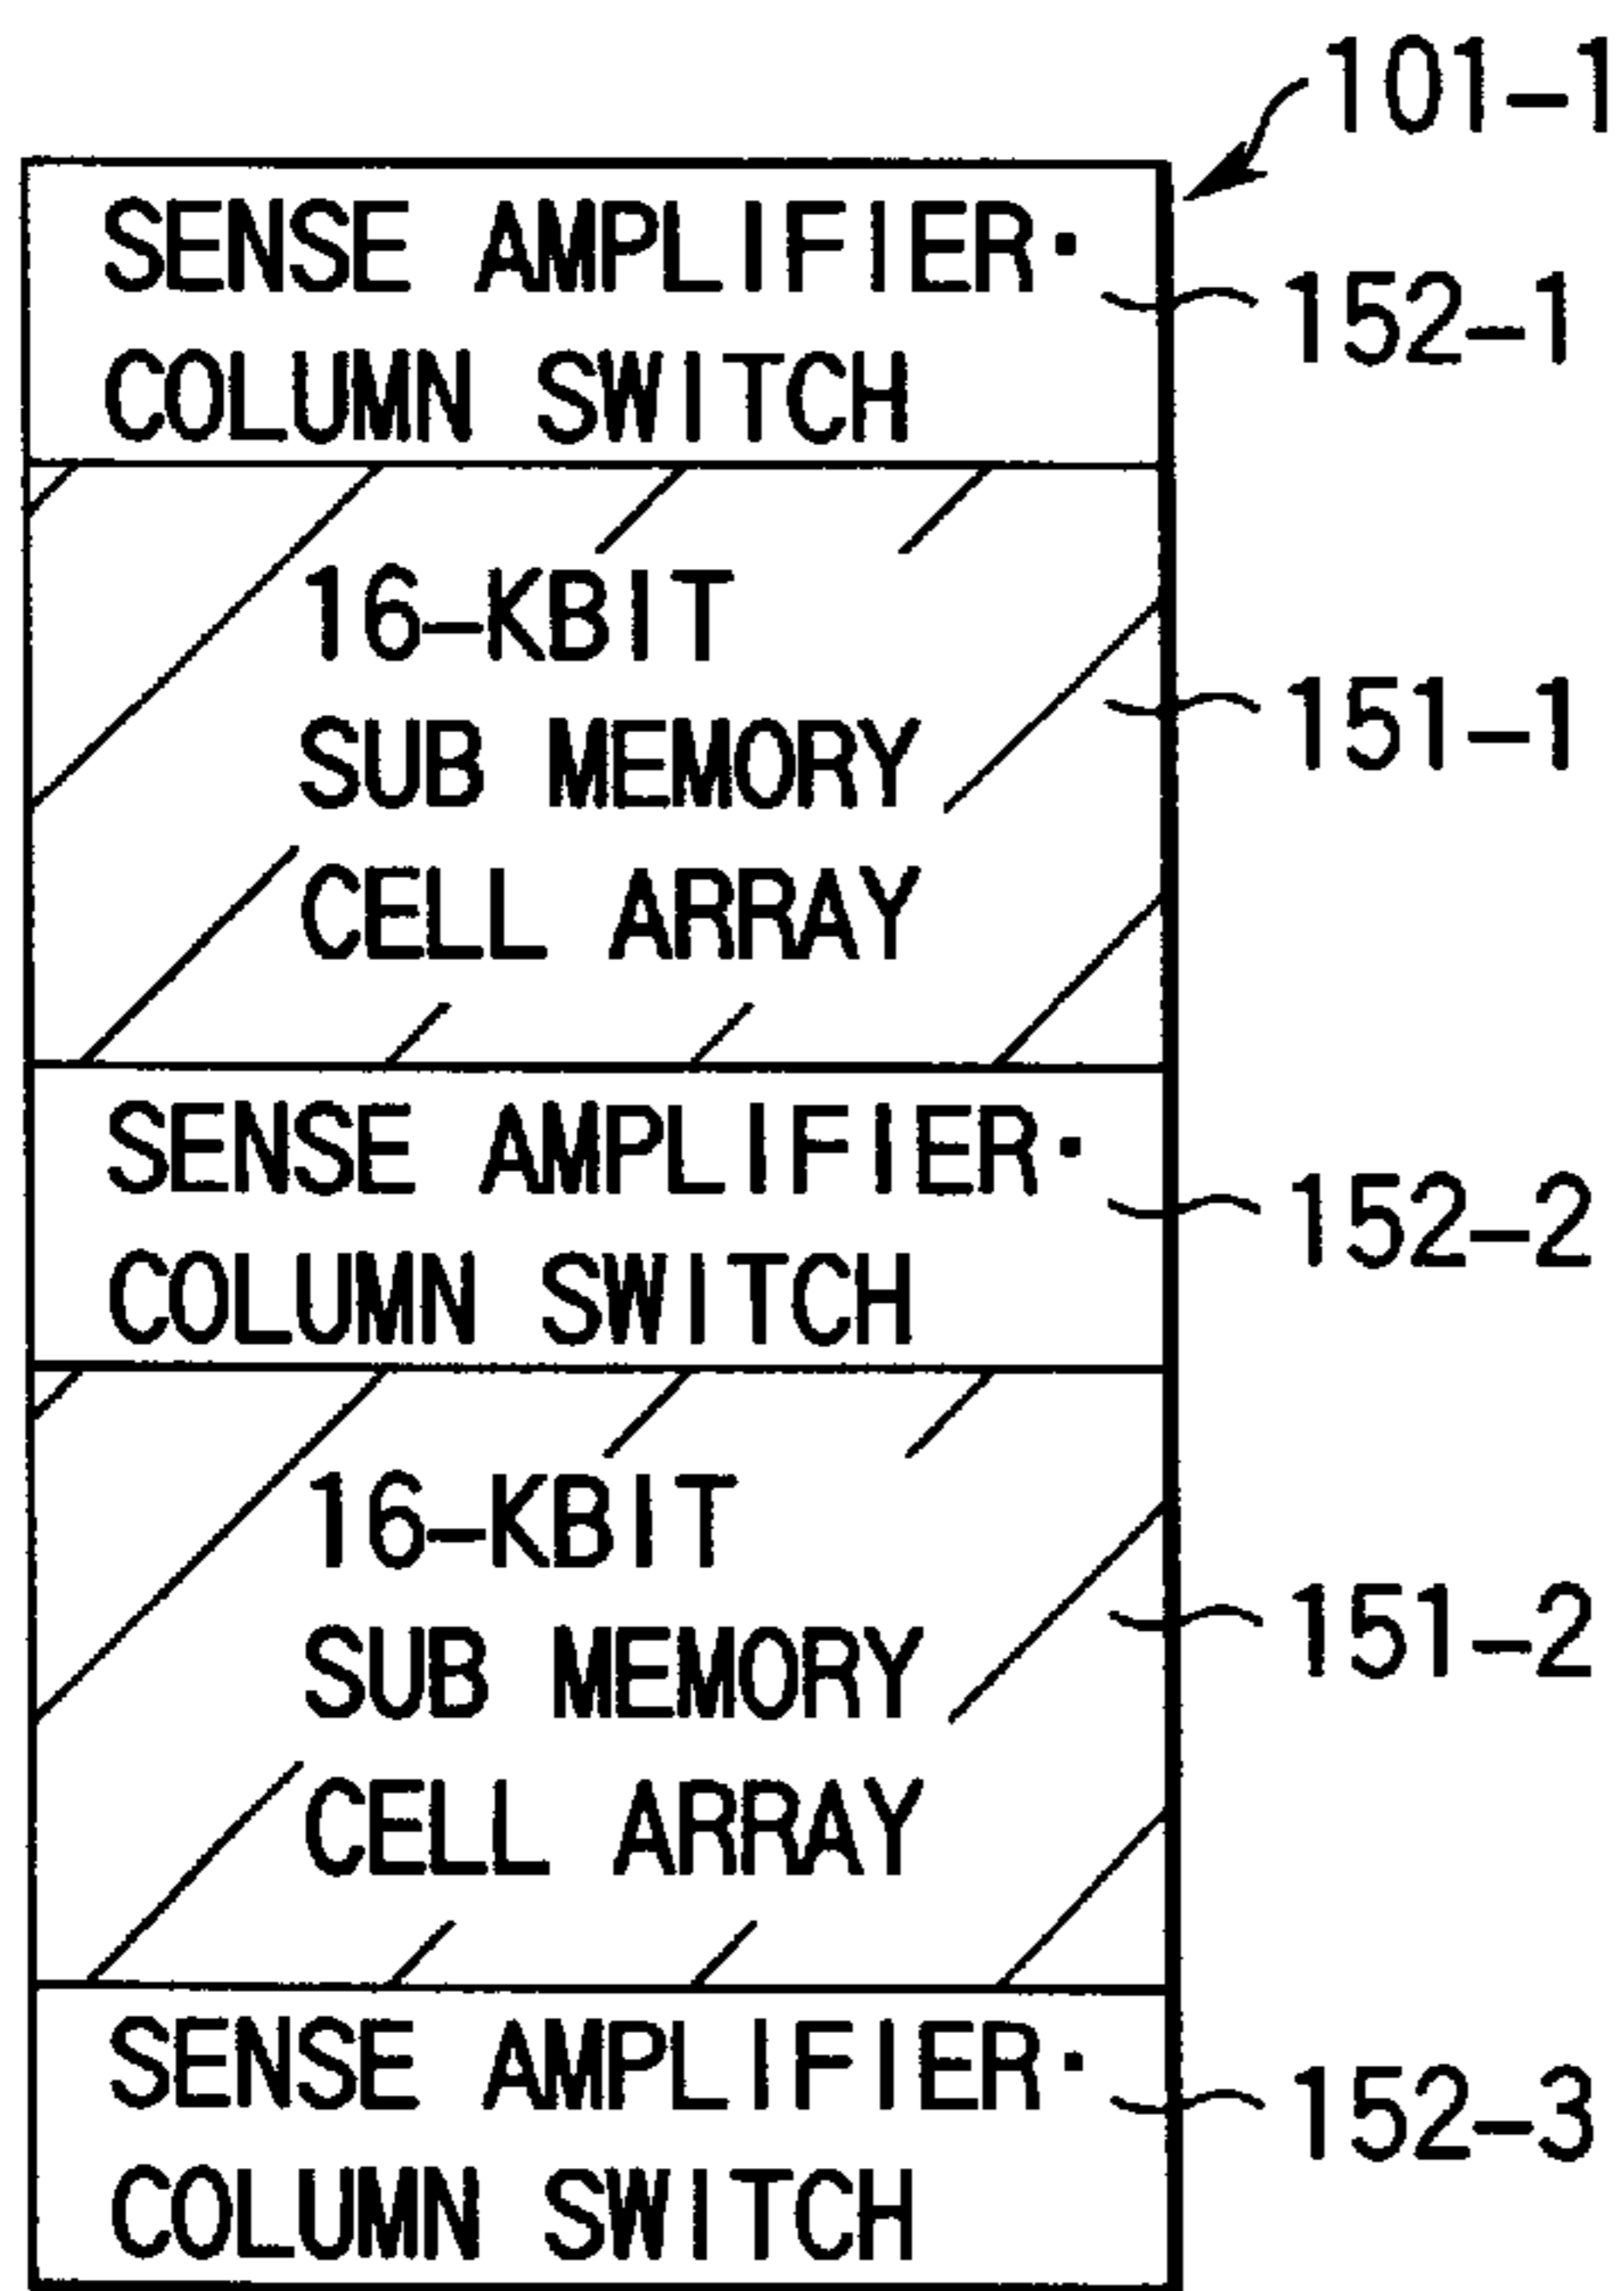 101-1
SENSE AMPLIFIER·
COLUMN SWITCH
152-1
16-KBIT
SUB MEMORY
CELL ARRAY
151-1
SENSE AMPLIFIER·
COLUMN SWITCH
152-2
16-KBIT
SUB MEMORY
CELL ARRAY
151-2
SENSE AMPLIFIER·
COLUMN SWITCH
152-3